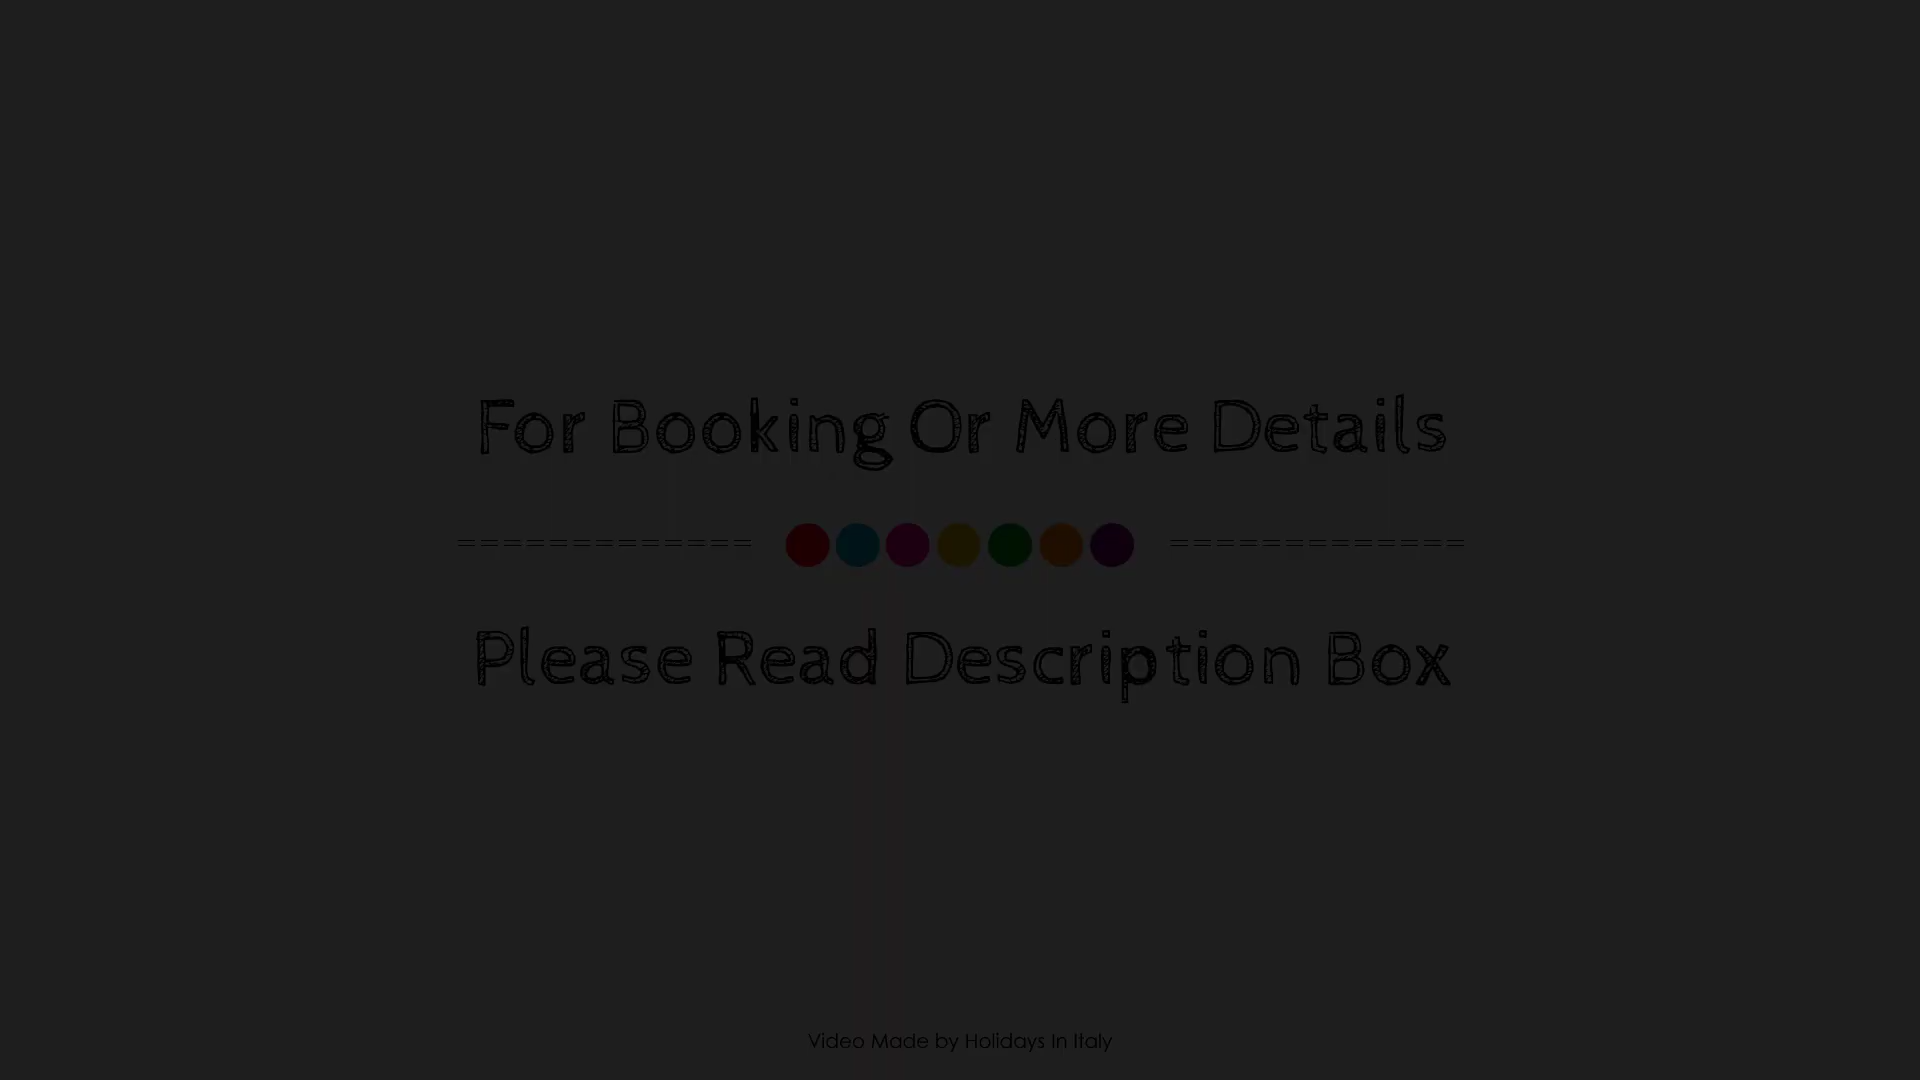 For Booking Or More Details
============= =============
Please Read Description Box
Video Made by Holidays In Italy